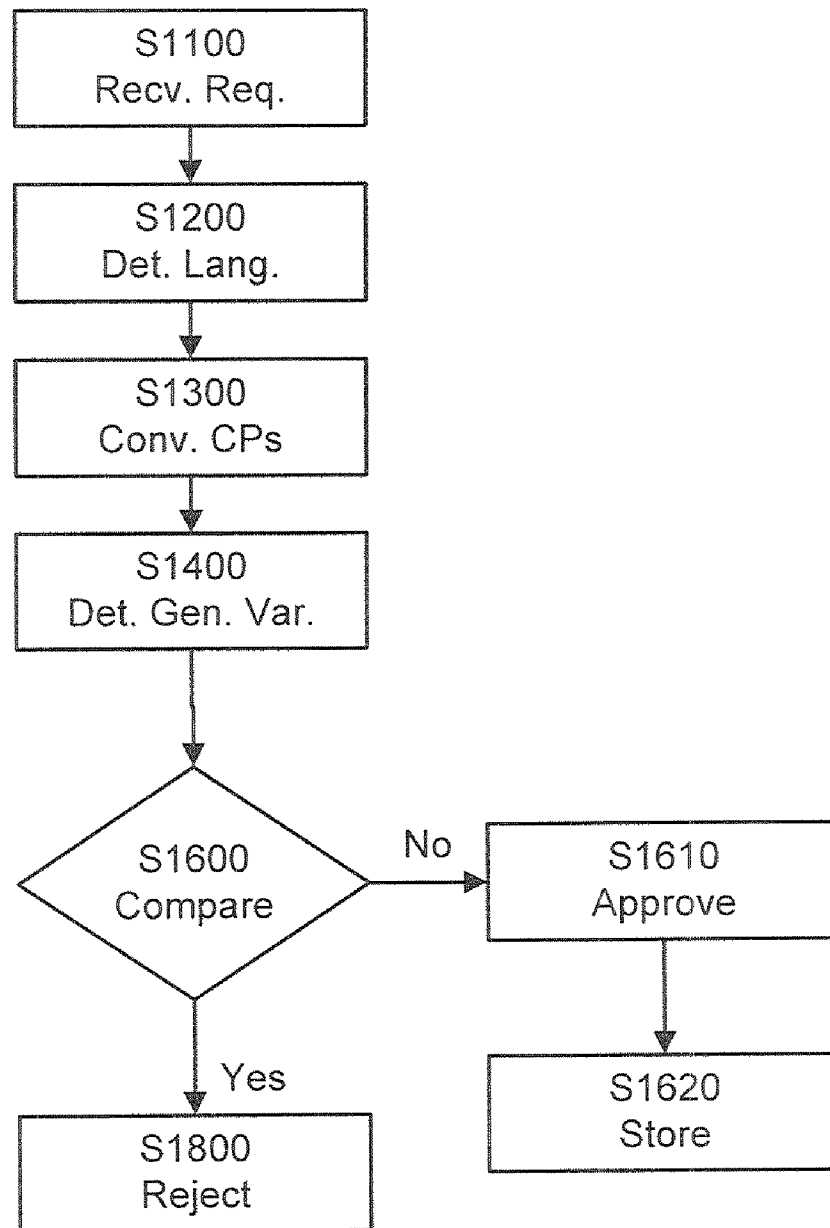 S1100
Recv. Req.
S1200
Det. Lang.
S1300
Conv. CPs
S1400
Det. Gen. Var.
S1600
Compare
No
S1610
Approve
Yes
S1620
Store
S1800
Reject